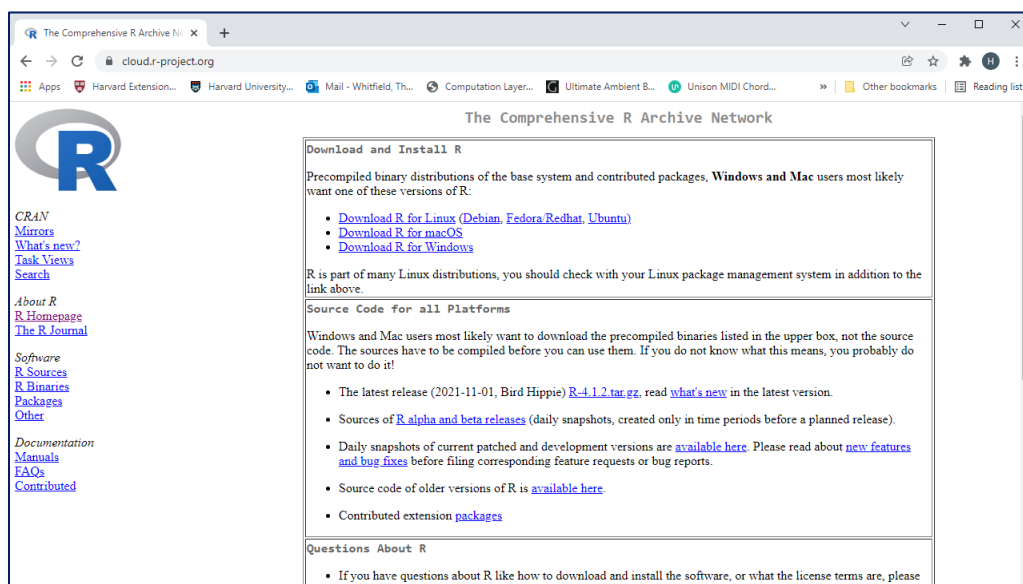 The Comprehensive R Archive N
cloud.r-project.org
H
Apps
Harvard Extension...
Harvard University...
Mail - Whitfield, Th...
Computation Layer...
Ultimate Ambient B...
Unison MIDI Chord...
»
Other bookmarks
Reading list
R
The Comprehensive R Archive Network
CRAN
Mirrors
What's new?
Task Views
Search
About R
R Homepage
The R Journal
Software
R Sources
R Binaries
Packages
Other
Documentation
Manuals
FAQs
Contributed
Download and Install R
Precompiled binary distributions of the base system and contributed packages, Windows and Mac users most likely
want one of these versions of R:
• Download R for Linux (Debian, Fedora/Redhat, Ubuntu)
• Download R for macOS
• Download R for Windows
R is part of many Linux distributions, you should check with your Linux package management system in addition to the
link above.
Source Code for all Platforms
Windows and Mac users most likely want to download the precompiled binaries listed in the upper box, not the source
code. The sources have to be compiled before you can use them. If you do not know what this means, you probably do
not want to do it!
• The latest release (2021-11-01, Bird Hippie) R-4.1.2.tar.gz, read what's new in the latest version.
• Sources of R alpha and beta releases (daily snapshots, created only in time periods before a planned release).
• Daily snapshots of current patched and development versions are available here. Please read about new features
and bug fixes before filing corresponding feature requests or bug reports.
• Source code of older versions of R is available here.
• Contributed extension packages
Questions About R
• If you have questions about R like how to download and install the software, or what the license terms are, please